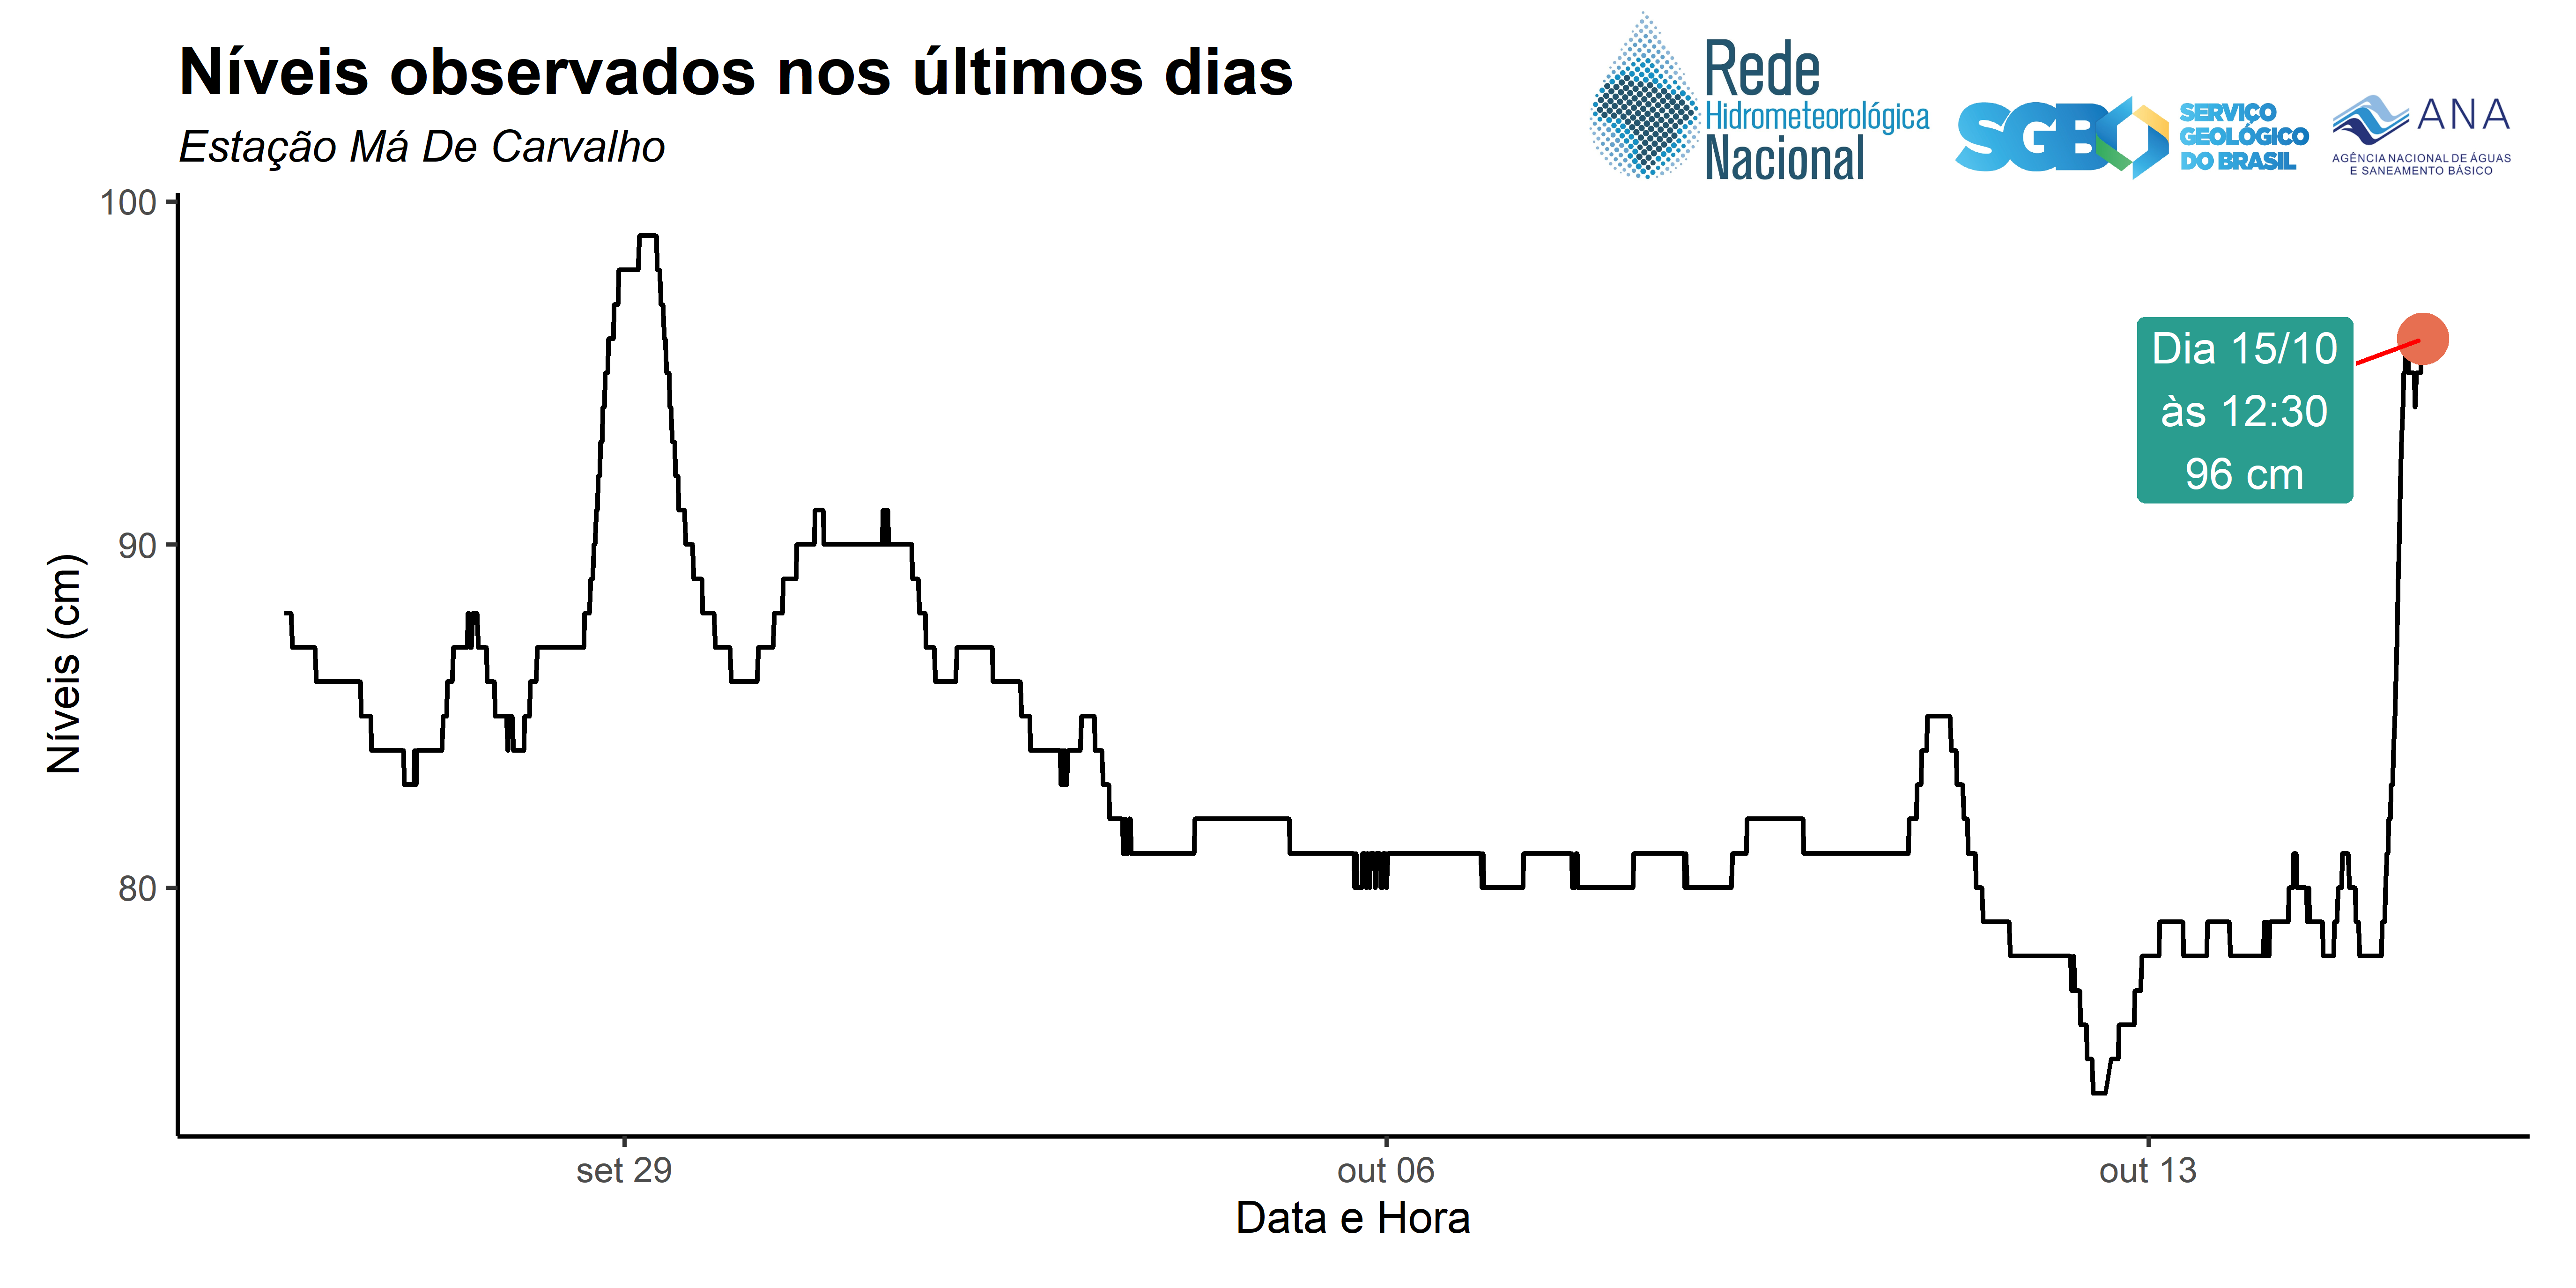 Níveis observados nos últimos dias
Estação Má De Carvalho
Rede
Hidrometeorológica
Nacional
SGB
SERVIÇO
GEOLÓGICO
DO BRASIL
ANA
AGÊNCIA NACIONAL DE ÁGUAS
E SANEAMENTO BÁSICO
100
90
80
Níveis (cm)
Dia 15/10
às 12:30
96 cm
set 29
out 06
out 13
Data e Hora